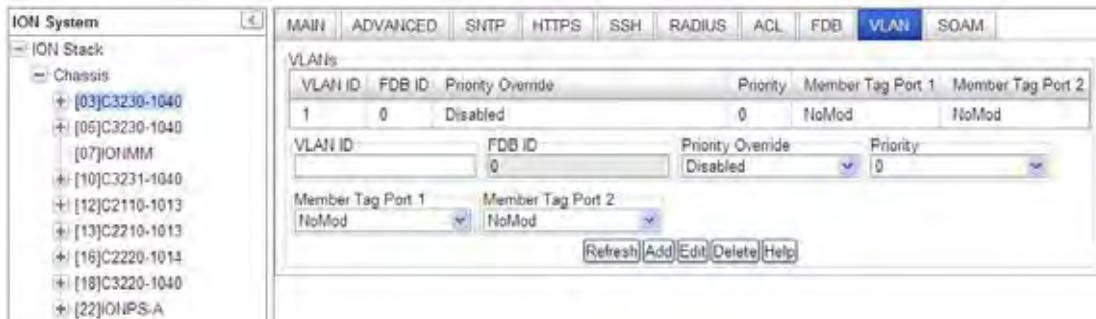 ION System
ION Stack
Chassis
[03]C3230-1040
[05]C3230-1040
[07]IONMM
[10]C3231-1040
[12]C2110-1013
[13]C2210-1013
[16]C2220-1014
[18]C3220-1040
[22]IONPS-A
MAIN ADVANCED SNTP HTTPS SSH RADIUS ACL FDB VLAN SOAM
VLANs
VLAN ID FDB ID Priority Override Priority Member Tag Port 1 Member Tag Port 2
1 0 Disabled 0 NoMod NoMod
VLAN ID FDB ID Priority Override Priority
0 Disabled 0
Member Tag Port 1 Member Tag Port 2
NoMod NoMod
Refresh Add Edit Delete Help